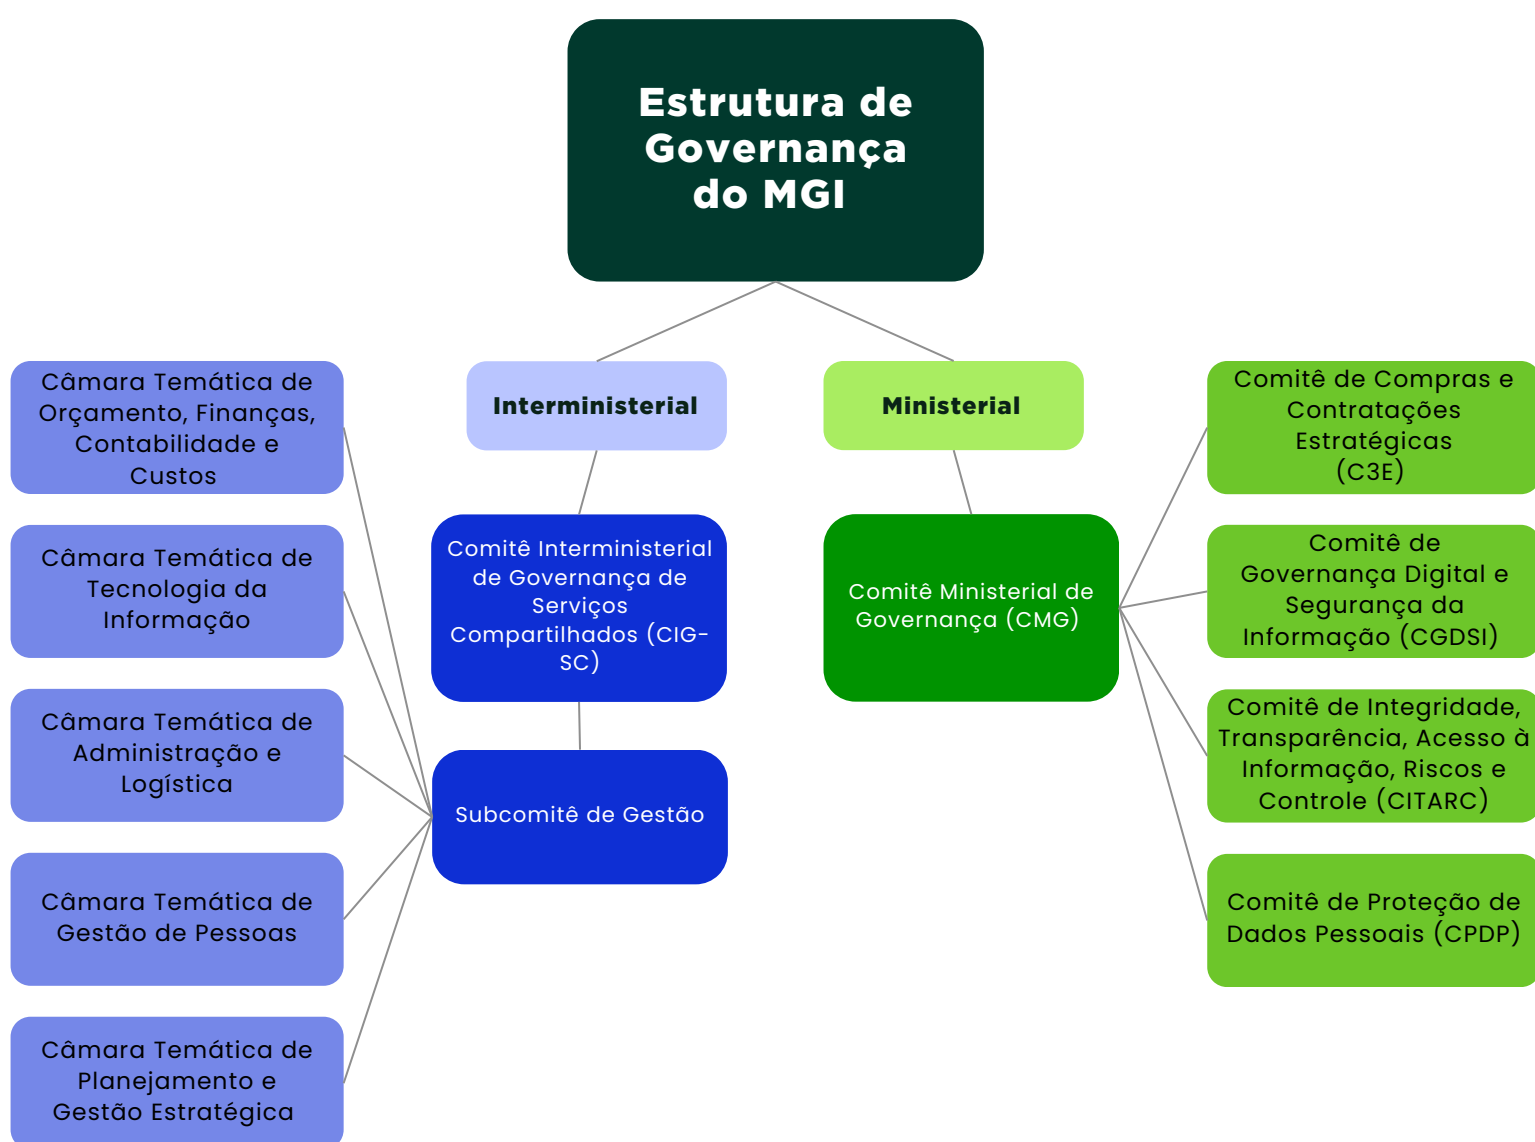 Estrutura de
Governança
do MGI
Interministerial
Ministerial
Câmara Temática de
Orçamento, Finanças,
Contabilidade e
Custos
Câmara Temática de
Tecnologia da
Informação
Câmara Temática de
Administração e
Logística
Câmara Temática de
Gestão de Pessoas
Câmara Temática de
Planejamento e
Gestão Estratégica
Comitê Interministerial
de Governança de
Serviços
Compartilhados (CIG-
SC)
Subcomitê de Gestão
Comitê Ministerial de
Governança (CMG)
Comitê de Compras e
Contratações
Estratégicas
(C3E)
Comitê de
Governança Digital e
Segurança da
Informação (CGDSI)
Comitê de Integridade,
Transparência, Acesso à
Informação, Riscos e
Controle (CITARC)
Comitê de Proteção de
Dados Pessoais (CPDP)